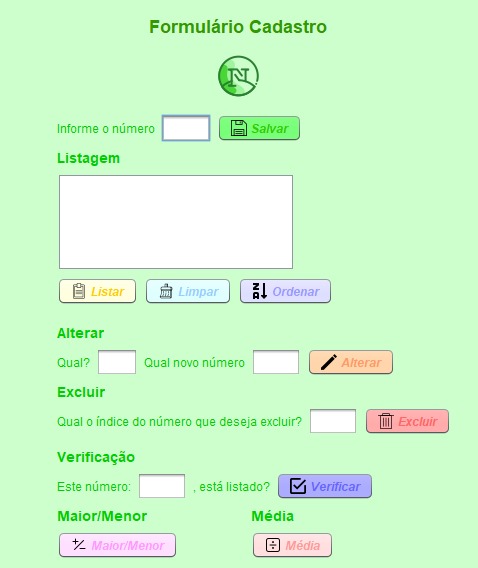 Formulário Cadastro
N
Informe o número Salvar
Listagem
Listar Limpar Ordenar
Alterar
Qual? Qual novo número Alterar
Excluir
Qual o índice do número que deseja excluir? Excluir
Verificação
Este número: , está listado? Verificar
Maior/Menor Média
Maior/Menor Média